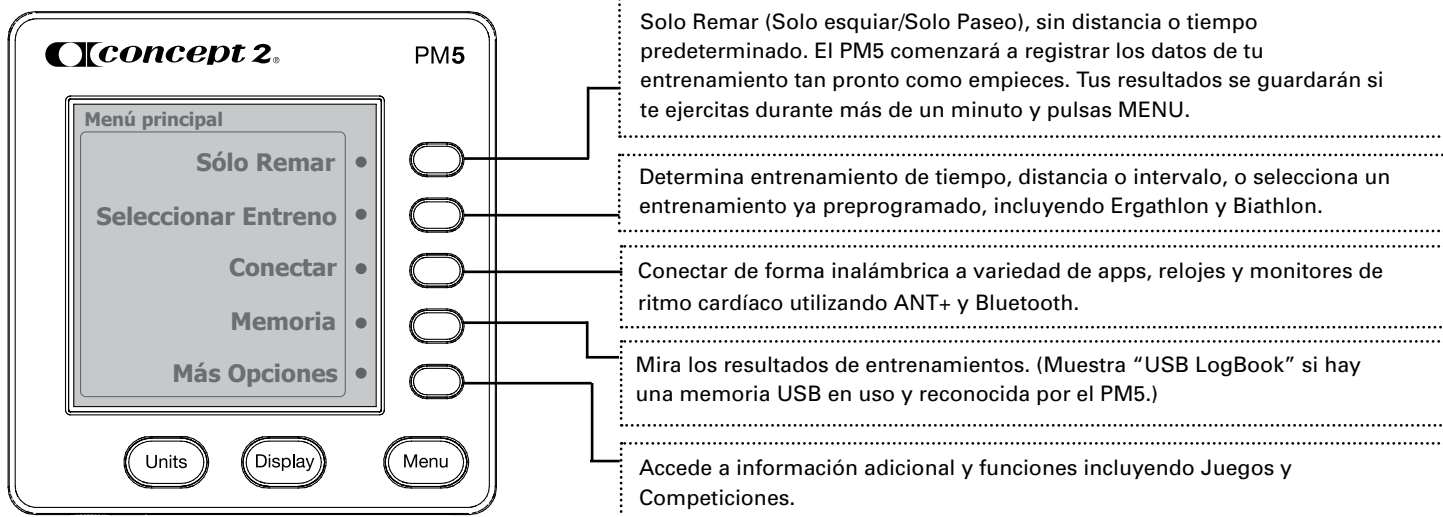 concept 2®
PM5
Menú principal
Sólo Remar
Seleccionar Entreno
Conectar
Memoria
Más Opciones
Units
Display
Menu
Solo Remar (Solo esquiar/Solo Paseo), sin distancia o tiempo
predeterminado. El PM5 comenzará a registrar los datos de tu
entrenamiento tan pronto como empieces. Tus resultados se guardarán si
te ejercitas durante más de un minuto y pulsas MENU.
Determina entrenamiento de tiempo, distancia o intervalo, o selecciona un
entrenamiento ya preprogramado, incluyendo Ergathlon y Biathlon.
Conectar de forma inalámbrica a variedad de apps, relojes y monitores de
ritmo cardíaco utilizando ANT+ y Bluetooth.
Mira los resultados de entrenamientos. (Muestra “USB LogBook” si hay
una memoria USB en uso y reconocida por el PM5.)
Accede a información adicional y funciones incluyendo Juegos y
Competiciones.